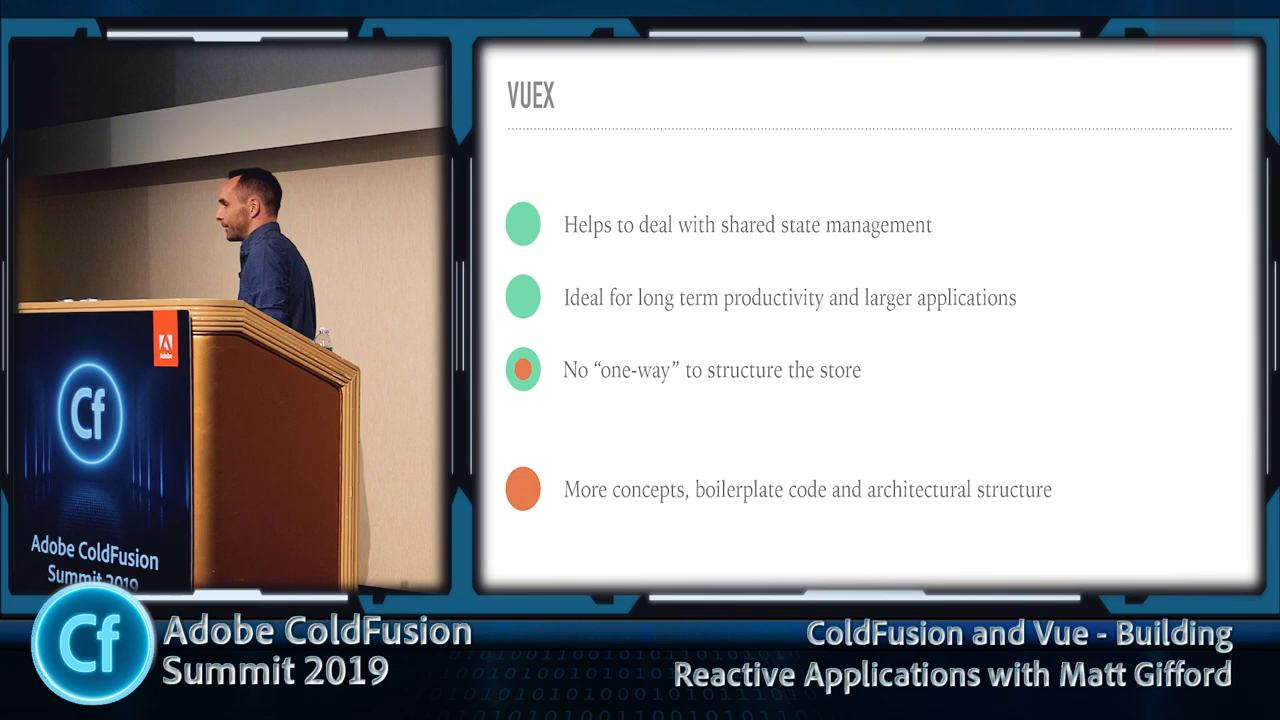 VUEX
Helps to deal with shared state management
Ideal for long term productivity and larger applications
No “one-way” to structure the store
More concepts, boilerplate code and architectural structure
Adobe
Cf
Adobe ColdFusion
Summit 2019
Cf
Adobe ColdFusion
Summit 2019
ColdFusion and Vue - Building
Reactive Applications with Matt Gifford